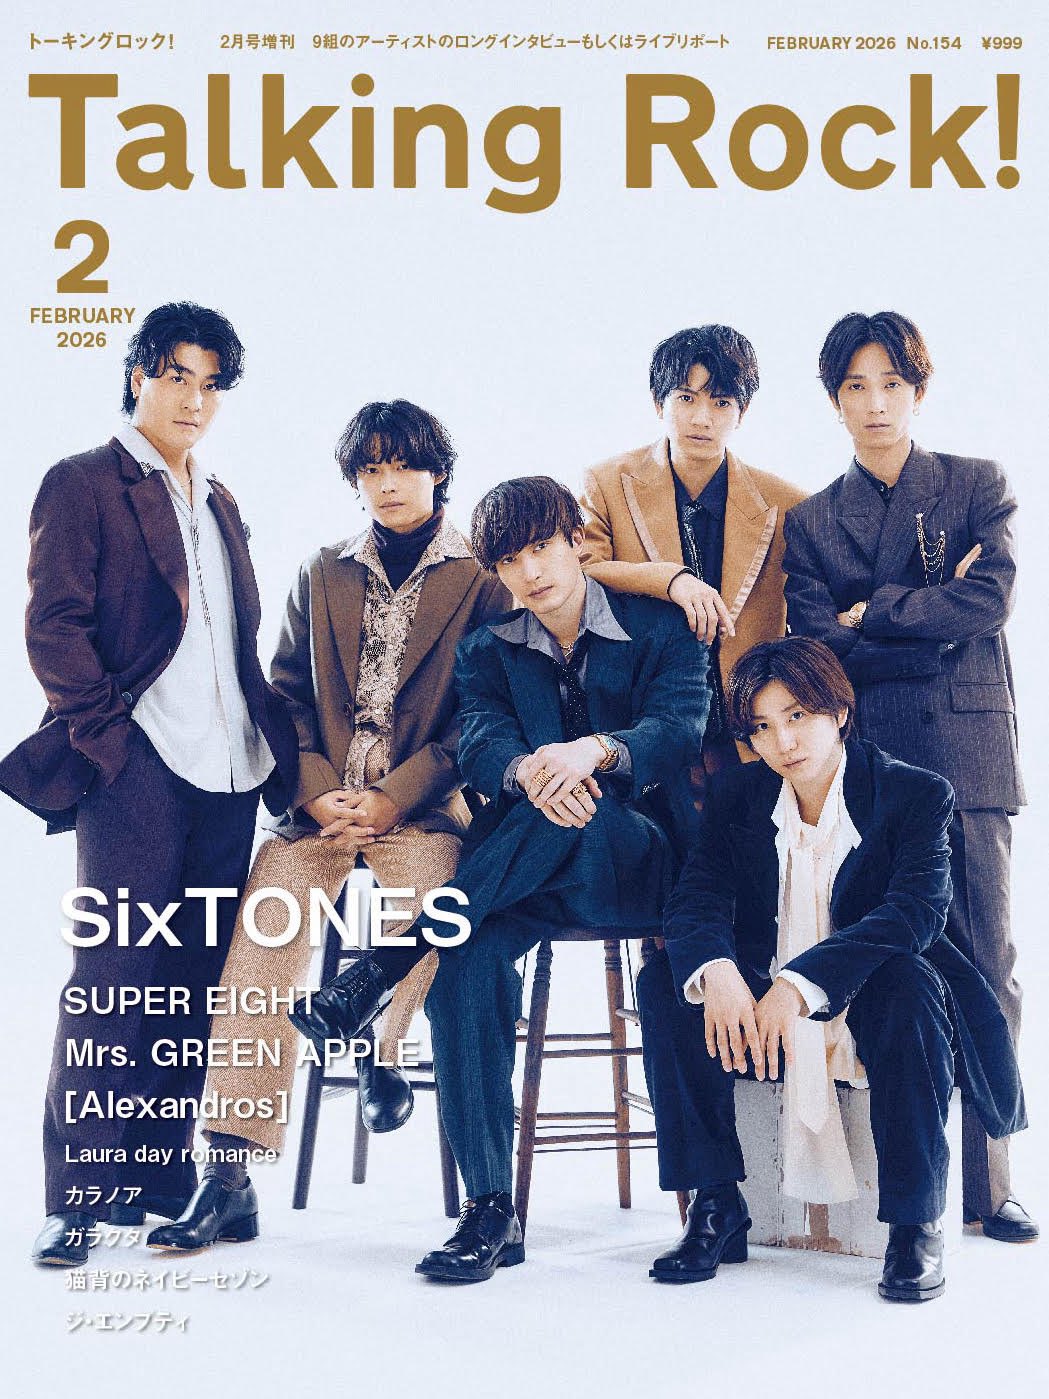 トーキングロック! 2月号増刊 9組のアーティストのロングインタビューもしくはライブリポート FEBRUARY 2026 No.154 ¥999
Talking Rock!
2
FEBRUARY
2026
SixTONES
SUPER EIGHT
Mrs. GREEN APPLE
[Alexandros]
Laura day romance
カラノア
ガラクタ
猫背のネイビーセゾン
ジ・エンプティ